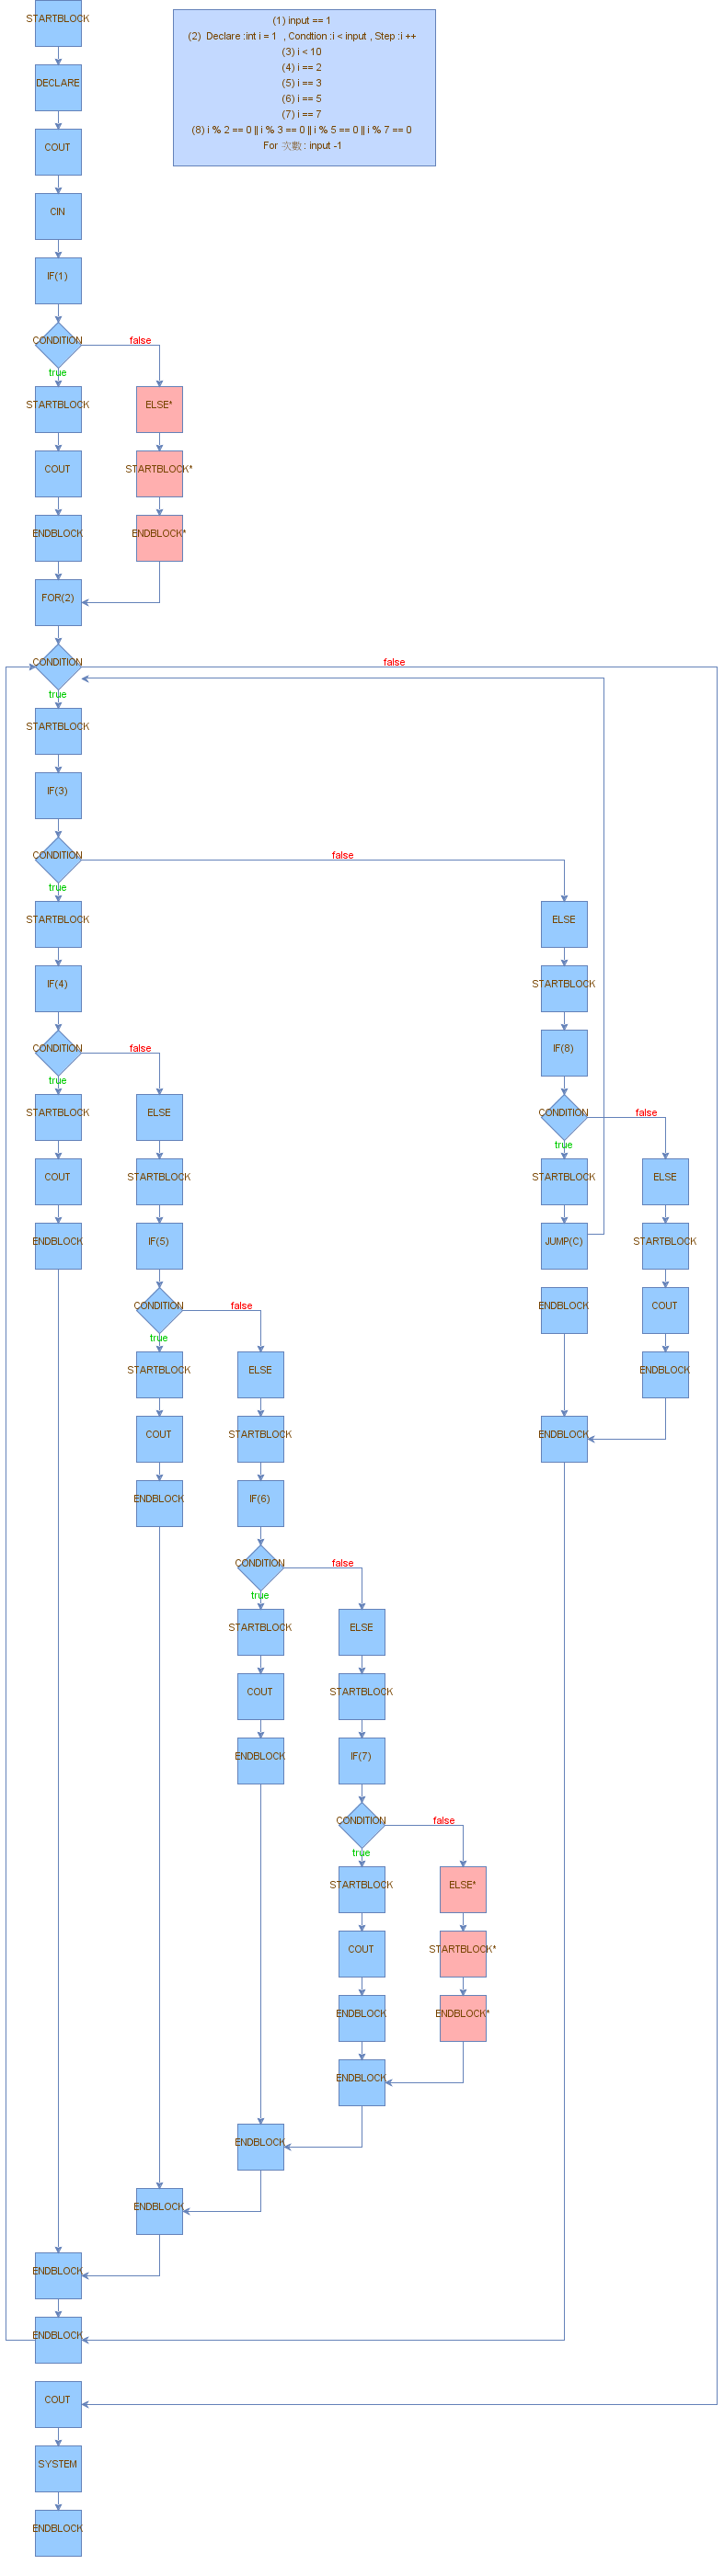 STARTBLOCK
(1) input == 1
(2) Declare :int i = 1 , Condtion :i < input , Step :i ++
(3) i < 10
(4) i == 2
(5) i == 3
(6) i == 5
(7) i == 7
(8) i % 2 == 0 || i % 3 == 0 || i % 5 == 0 || i % 7 == 0
For 次數 : input -1
DECLARE
COUT
CIN
IF(1)
CONDITION false
true
STARTBLOCK ELSE*
COUT STARTBLOCK*
ENDBLOCK ENDBLOCK*
FOR(2)
CONDITION false
true
STARTBLOCK
IF(3)
CONDITION false
true
STARTBLOCK ELSE
IF(4) STARTBLOCK
CONDITION false IF(8)
true
STARTBLOCK ELSE CONDITION false
true
COUT STARTBLOCK STARTBLOCK ELSE
ENDBLOCK IF(5) JUMP(C) STARTBLOCK
CONDITION false ENDBLOCK COUT
true
STARTBLOCK ELSE ENDBLOCK
COUT STARTBLOCK ENDBLOCK
ENDBLOCK IF(6)
CONDITION false
true
STARTBLOCK ELSE
COUT STARTBLOCK
ENDBLOCK IF(7)
CONDITION false
true
STARTBLOCK ELSE*
COUT STARTBLOCK*
ENDBLOCK ENDBLOCK*
ENDBLOCK
ENDBLOCK
ENDBLOCK
ENDBLOCK
ENDBLOCK
COUT
SYSTEM
ENDBLOCK